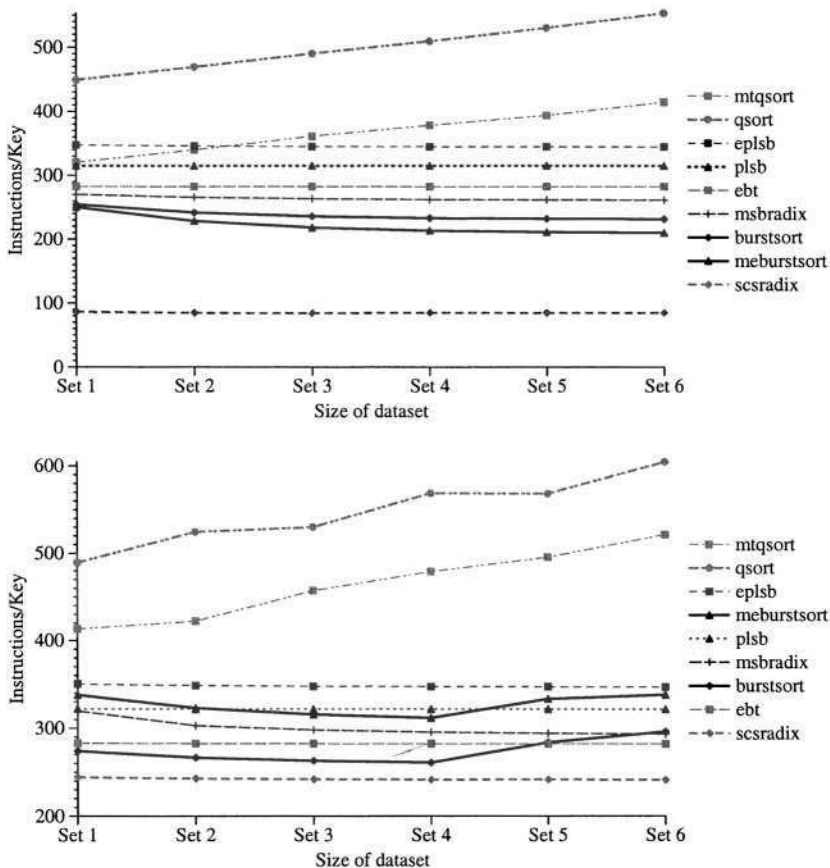 500
400
300
200
100
0
Instructions/Key
Set 1 Set 2 Set 3 Set 4 Set 5 Set 6
Size of dataset
mtqsort
qsort
eplsb
plsb
ebt
msbradix
burstsort
meburstsort
scsradix
600
500
400
300
200
Instructions/Key
Set 1 Set 2 Set 3 Set 4 Set 5 Set 6
Size of dataset
mtqsort
qsort
eplsb
meburstsort
plsb
msbradix
burstsort
ebt
scsradix